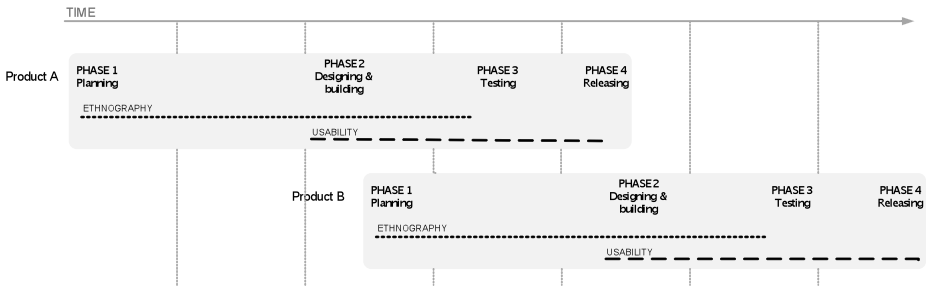 TIME
Product A
PHASE 1
Planning
PHASE 2
Designing &
building
PHASE 3
Testing
PHASE 4
Releasing
ETHNOGRAPHY
USABILITY
Product B
PHASE 1
Planning
PHASE 2
Designing &
building
PHASE 3
Testing
PHASE 4
Releasing
ETHNOGRAPHY
USABILITY